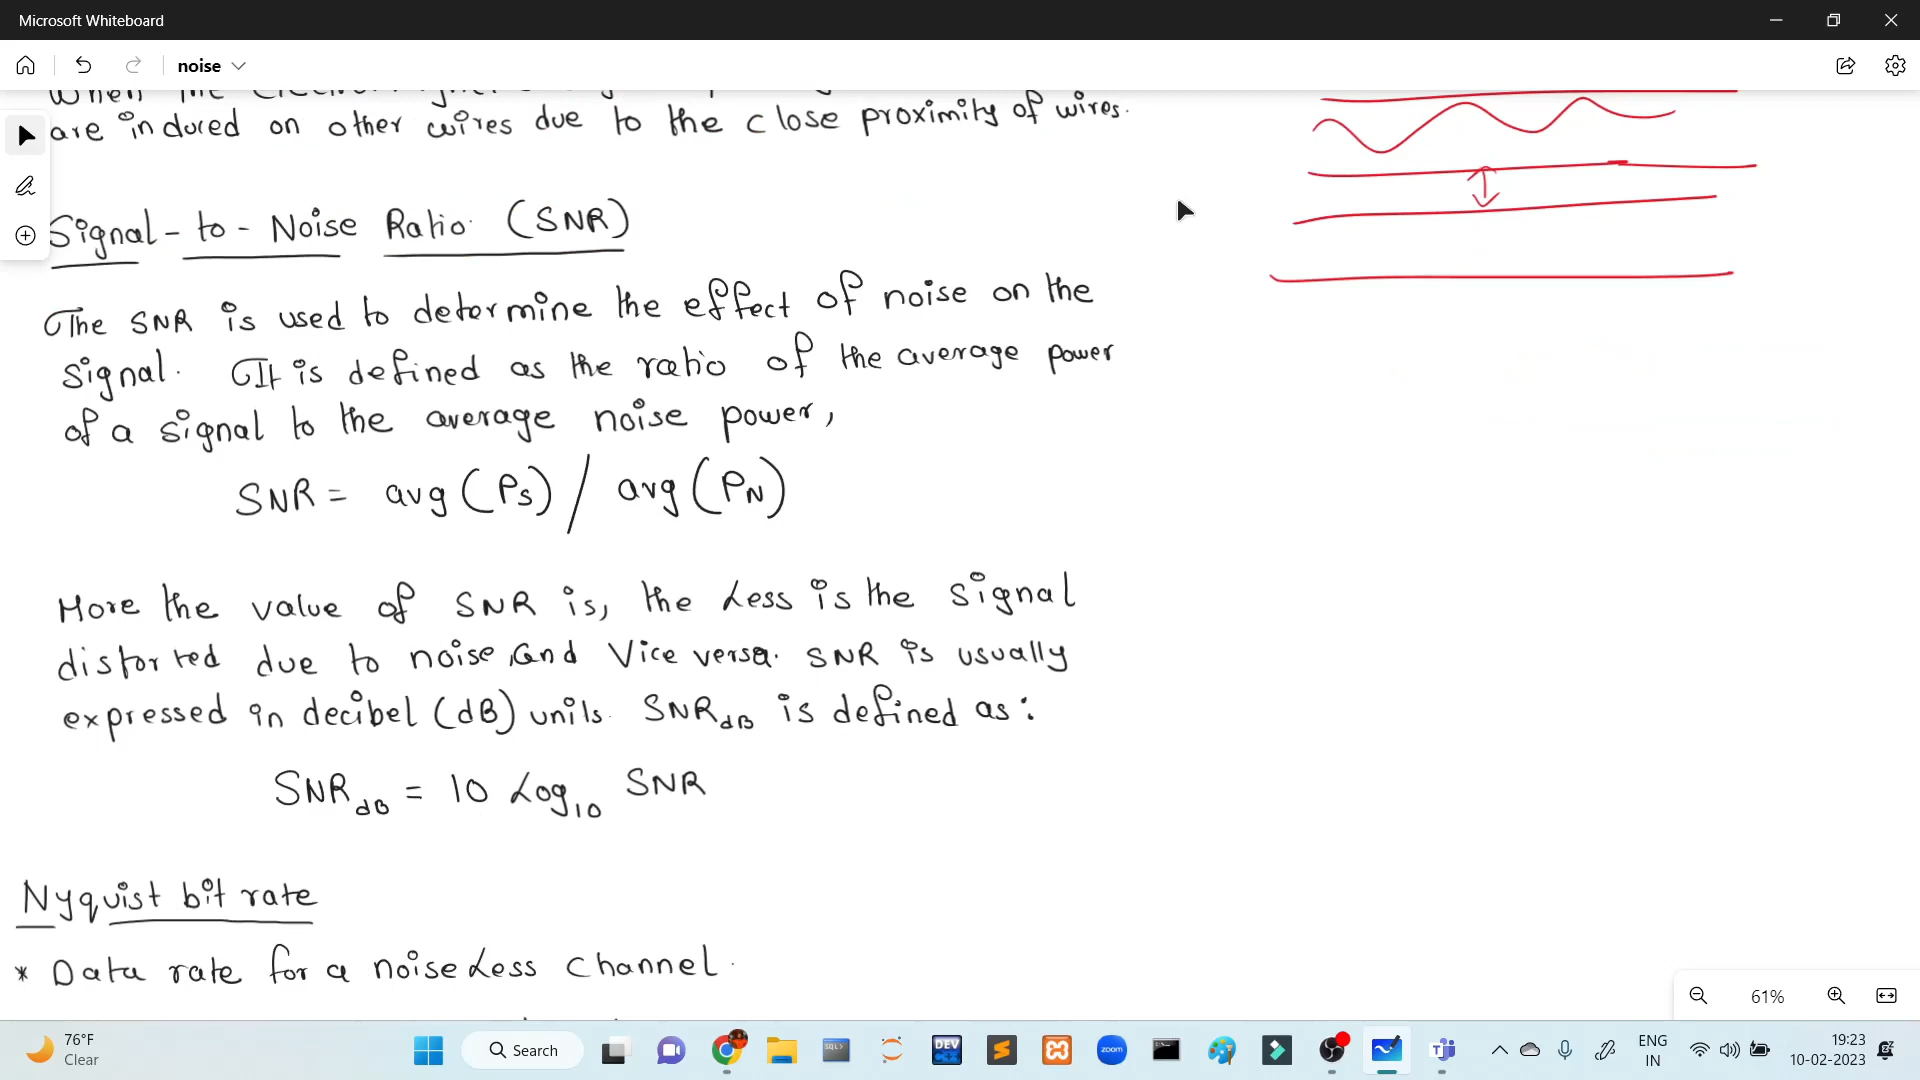 Microsoft Whiteboard
noise
are induced on other wires due to the close proximity of wires.
Signal-to-Noise Ratio (SNR)
The SNR is used to determine the effect of noise on the
signal. It is defined as the ratio of the average power
of a signal to the average noise power,
SNR = avg (PS) / avg (PN)
More the value of SNR is, the Less is the signal
distorted due to noise, and Vice versa. SNR is usually
expressed in decibel (dB) units. SNRdB is defined as:
SNRdB = 10 Log10 SNR
Nyquist bit rate
* Data rate for a noise Less channel.
61%
76°F
Clear
Search
SQL>
DEV
zoom
ENG
IN
19:23
10-02-2023